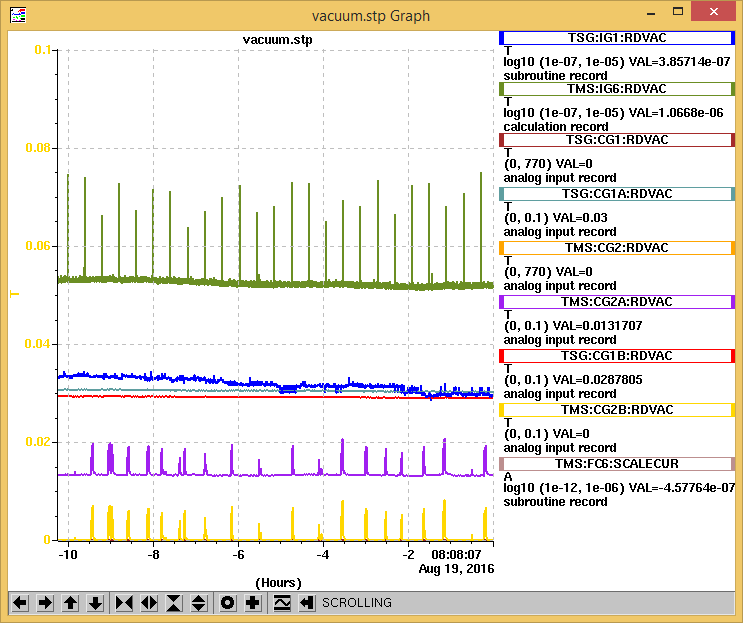 vacuum.stp Graph
vacuum.stp
0.1
0.08
0.06
T
0.04
0.02
0
-10
-8
-6
-4
-2
08:08:07
Aug 19, 2016
(Hours)
TSG:IG1:RDVAC
T
log10 (1e-07, 1e-05) VAL=3.85714e-07
subroutine record
TMS:IG6:RDVAC
T
log10 (1e-07, 1e-05) VAL=1.0668e-06
calculation record
TSG:CG1:RDVAC
T
(0, 770) VAL=0
analog input record
TSG:CG1A:RDVAC
T
(0, 0.1) VAL=0.03
analog input record
TMS:CG2:RDVAC
T
(0, 770) VAL=0
analog input record
TMS:CG2A:RDVAC
T
(0, 0.1) VAL=0.0131707
analog input record
TSG:CG1B:RDVAC
T
(0, 0.1) VAL=0.0287805
analog input record
TMS:CG2B:RDVAC
T
(0, 0.1) VAL=0
analog input record
TMS:FC6:SCALECUR
A
log10 (1e-12, 1e-06) VAL=-4.57764e-07
subroutine record
SCROLLING